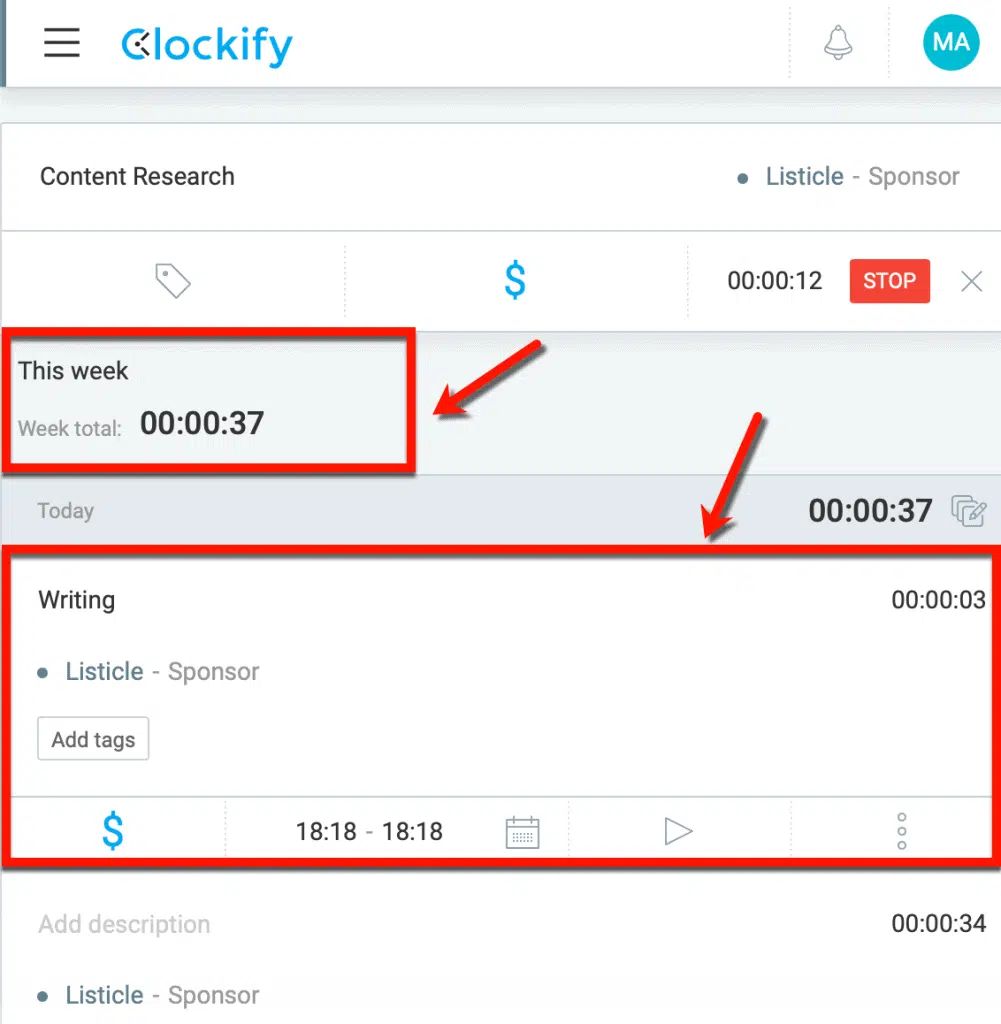 Clockify
MA
Content Research
Listicle - Sponsor
$
00:00:12
STOP
This week
Week total: 00:00:37
Today
00:00:37
Writing
00:00:03
Listicle - Sponsor
Add tags
$
18:18 - 18:18
Add description
00:00:34
Listicle - Sponsor